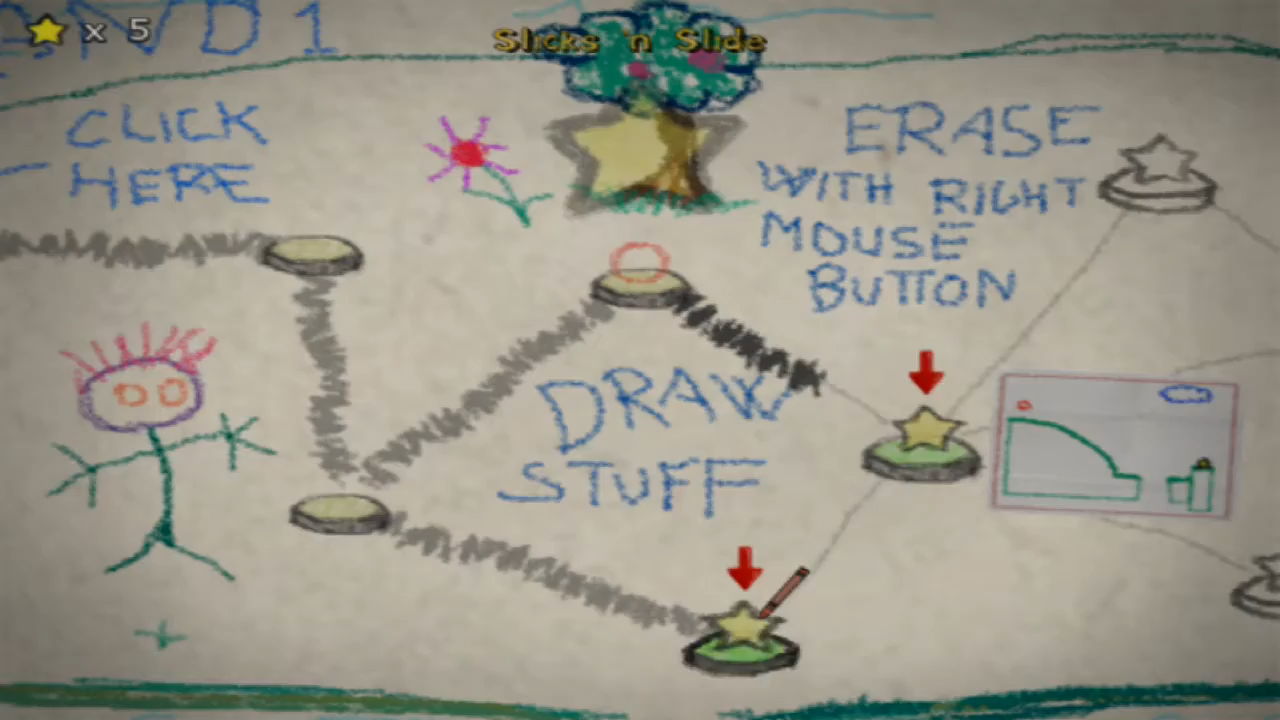 x 5
Slicks 'n Slide
CLICK
HERE
ERASE
WITH RIGHT
MOUSE
BUTTON
DRAW
STUFF